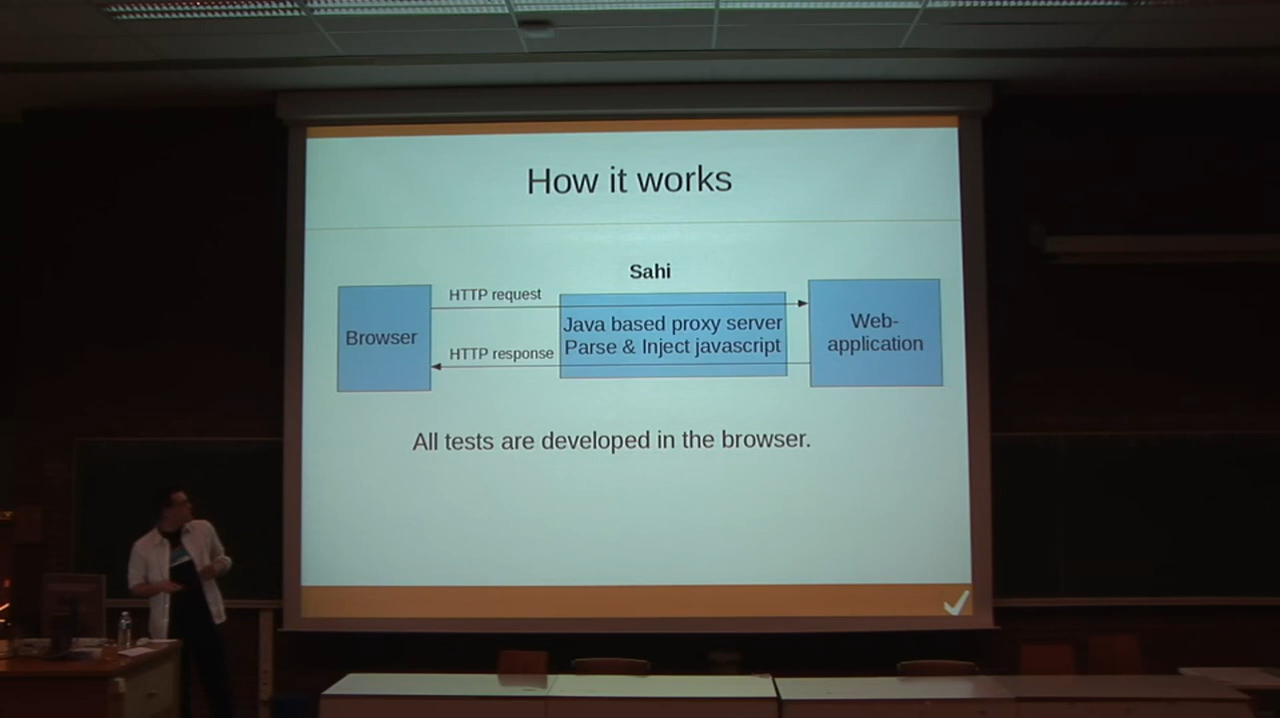 How it works
Sahi
HTTP request
Browser
Java based proxy server
Parse & Inject javascript
Web-
application
HTTP response
All tests are developed in the browser.